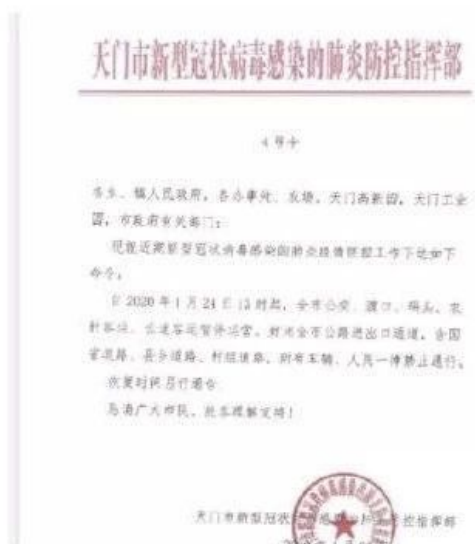 天门市新型冠状病毒感染的肺炎防控指挥部
4号令
各乡、镇人民政府，各办事处、农场，天门高新园，天门工业
园，市政府有关部门：
现就近期新型冠状病毒感染的肺炎疫情防控工作下达如下
命令。
自2020年1月24日13时起，全市公交、渡口、码头、农
村客运、长途客运暂停运营。封闭全市公路进出口通道，全国
省道路、县乡道路、村组道路，所有车辆、人员一律禁止通行。
恢复时间另行通告
马请广大市民、旅客理解支持！
天门市新型冠状 控指挥部